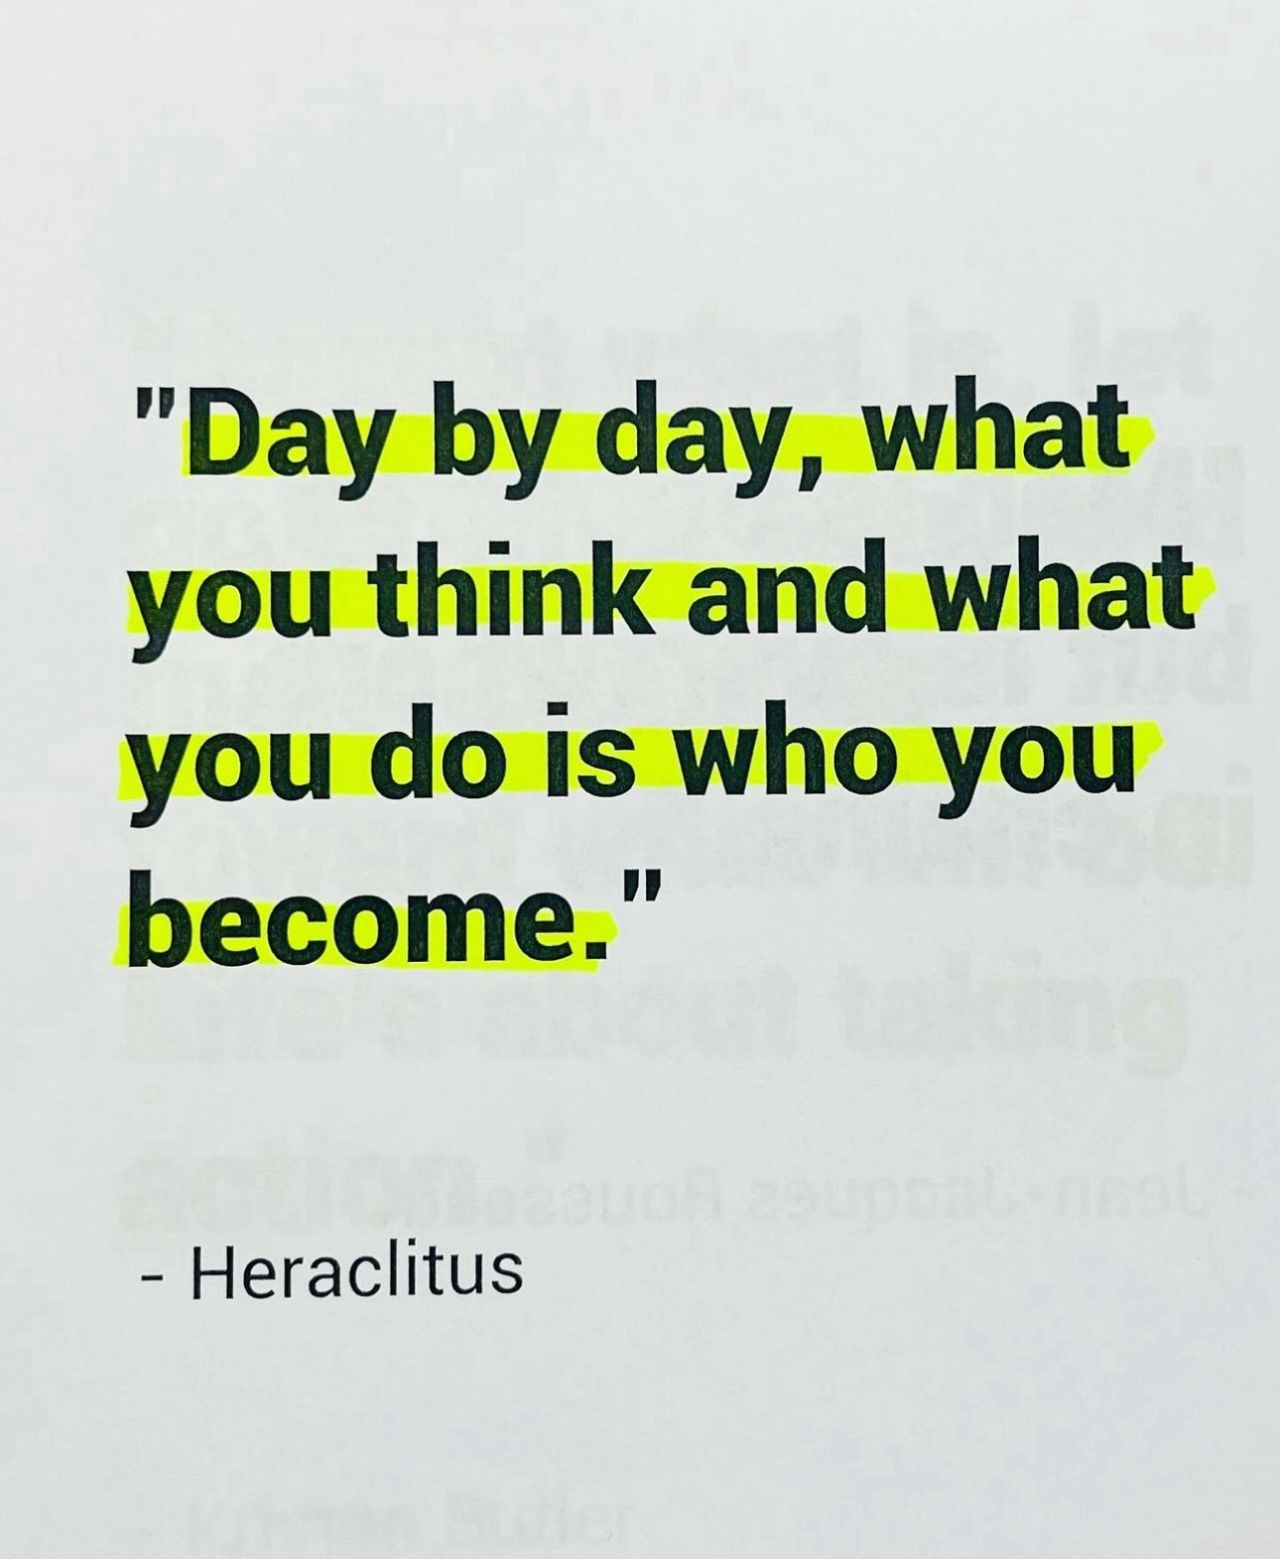 "Day by day, what
you think and what
you do is who you
become."
- Heraclitus